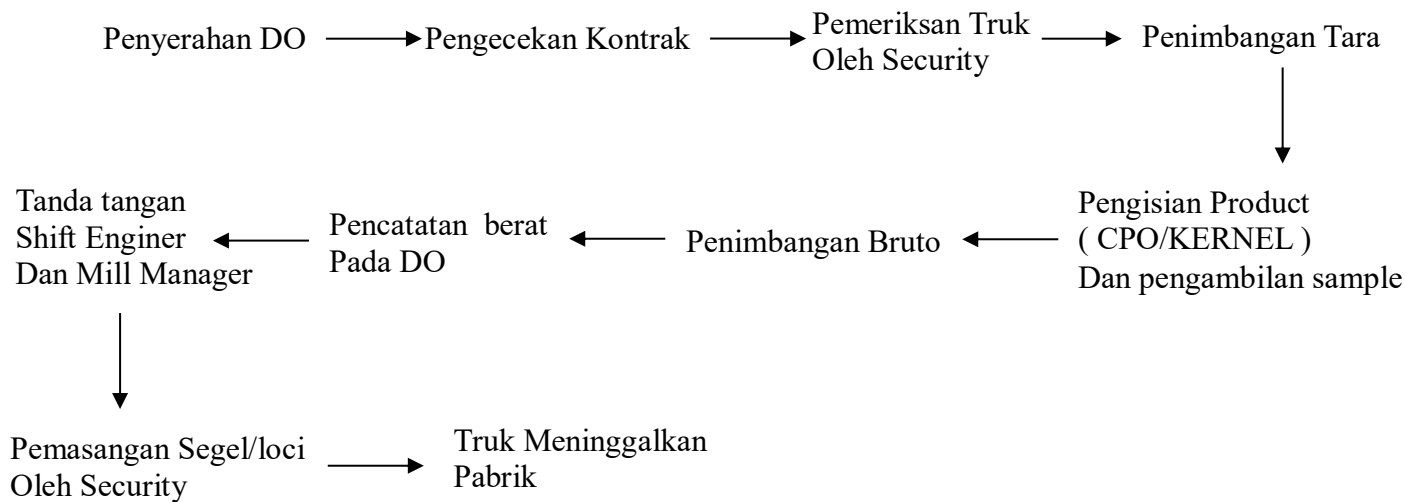 Penyerahan DO
Pengecekan Kontrak
Pemeriksan Truk
Oleh Security
Penimbangan Tara
Pengisian Product
( CPO/KERNEL )
Dan pengambilan sample
Penimbangan Bruto
Pencatatan berat
Pada DO
Tanda tangan
Shift Enginer
Dan Mill Manager
Pemasangan Segel/loci
Oleh Security
Truk Meninggalkan
Pabrik